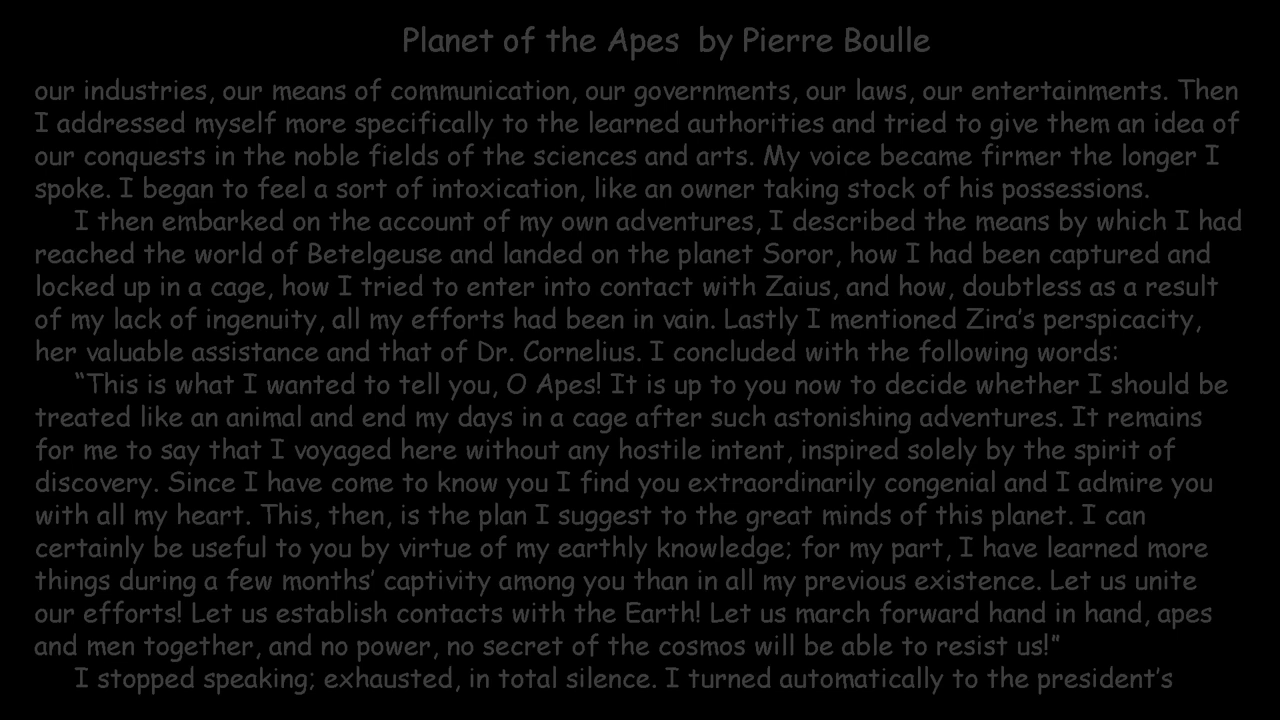 Planet of the Apes by Pierre Boulle
our industries, our means of communication, our governments, our laws, our entertainments. Then
I addressed myself more specifically to the learned authorities and tried to give them an idea of
our conquests in the noble fields of the sciences and arts. My voice became firmer the longer I
spoke. I began to feel a sort of intoxication, like an owner taking stock of his possessions.
I then embarked on the account of my own adventures, I described the means by which I had
reached the world of Betelgeuse and landed on the planet Soror, how I had been captured and
locked up in a cage, how I tried to enter into contact with Zaius, and how, doubtless as a result
of my lack of ingenuity, all my efforts had been in vain. Lastly I mentioned Zira’s perspicacity,
her valuable assistance and that of Dr. Cornelius. I concluded with the following words:
“This is what I wanted to tell you, O Apes! It is up to you now to decide whether I should be
treated like an animal and end my days in a cage after such astonishing adventures. It remains
for me to say that I voyaged here without any hostile intent, inspired solely by the spirit of
discovery. Since I have come to know you I find you extraordinarily congenial and I admire you
with all my heart. This, then, is the plan I suggest to the great minds of this planet. I can
certainly be useful to you by virtue of my earthly knowledge; for my part, I have learned more
things during a few months’ captivity among you than in all my previous existence. Let us unite
our efforts! Let us establish contacts with the Earth! Let us march forward hand in hand, apes
and men together, and no power, no secret of the cosmos will be able to resist us!”
I stopped speaking; exhausted, in total silence. I turned automatically to the president’s